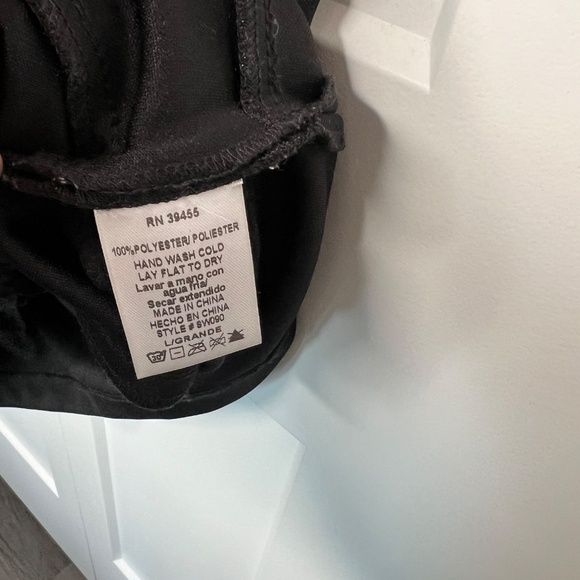 RN 39455
100%POLYESTER/ POLIESTER
HAND WASH COLD
LAY FLAT TO DRY
Lavar a mano con
agua fria/
Secar extendido
MADE IN CHINA
HECHO EN CHINA
STYLE # SW090
L/GRANDE
30°